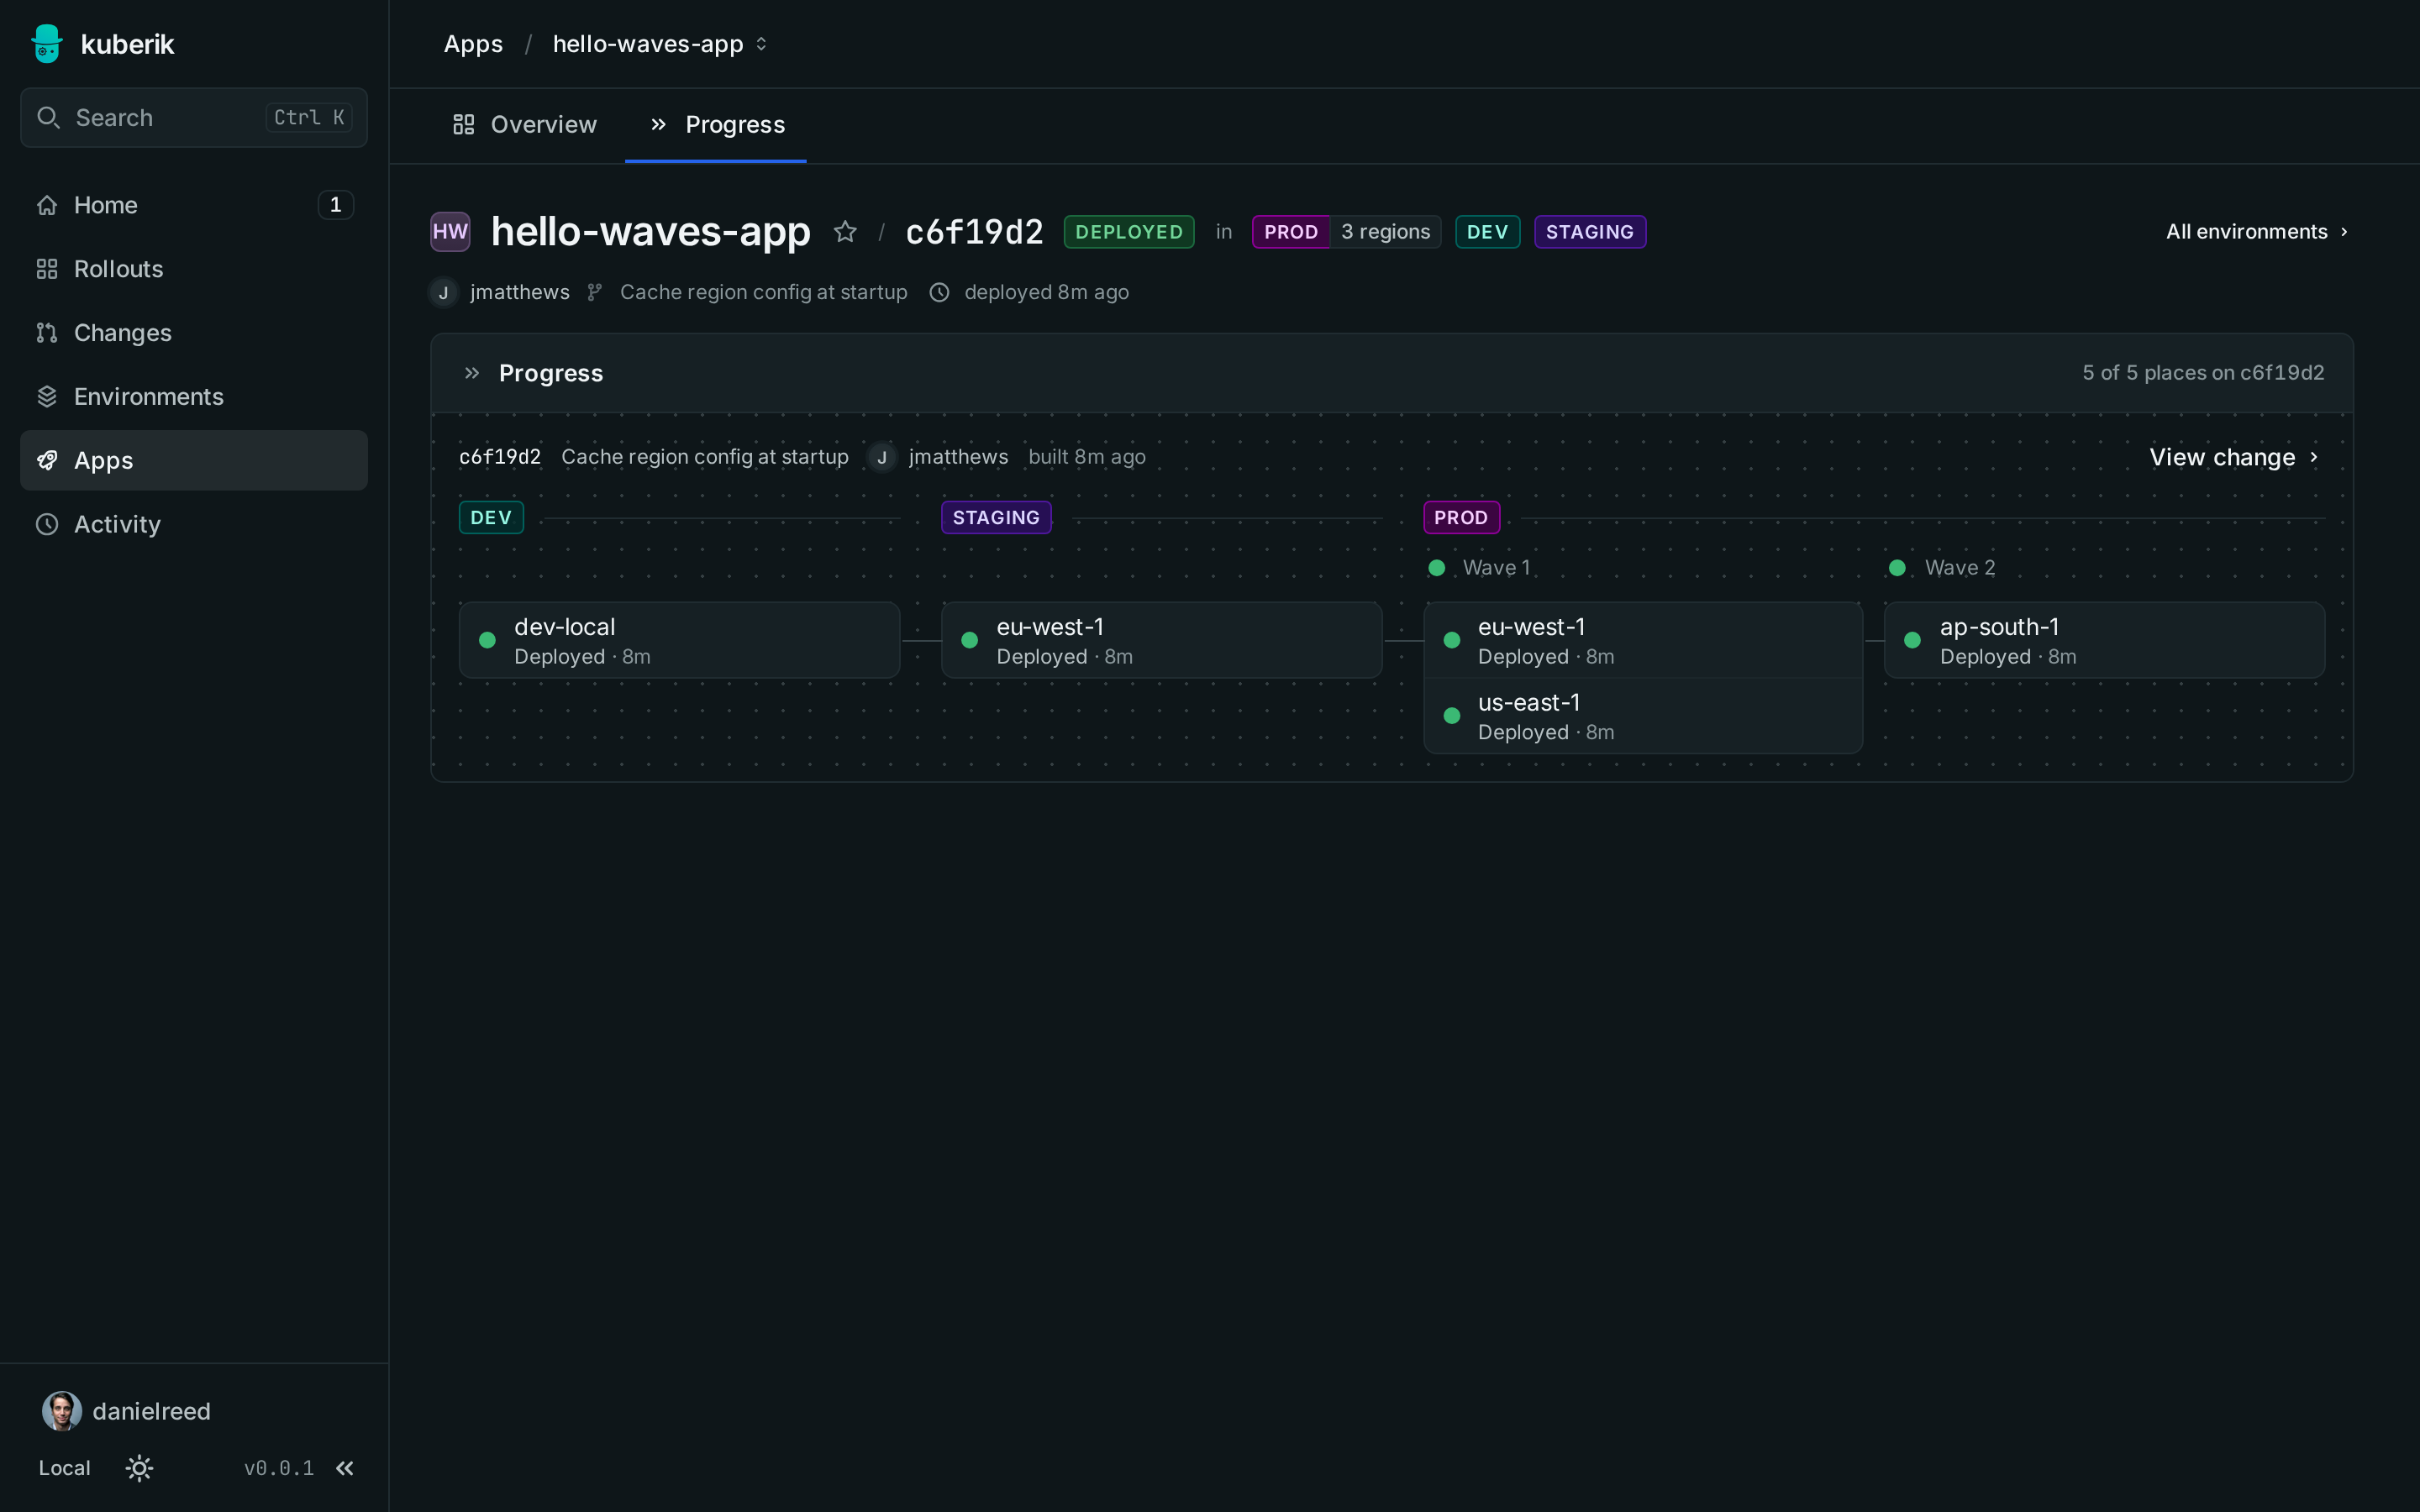 kuberik
Search Ctrl K
Home 1
Rollouts
Changes
Environments
Apps
Activity
danielreed
Local v0.0.1
Apps / hello-waves-app
Overview Progress
HW hello-waves-app / c6f19d2 DEPLOYED in PROD 3 regions DEV STAGING All environments
J jmatthews Cache region config at startup deployed 8m ago
Progress 5 of 5 places on c6f19d2
c6f19d2 Cache region config at startup J jmatthews built 8m ago View change
DEV STAGING PROD
Wave 1 Wave 2
dev-local eu-west-1 eu-west-1 ap-south-1
Deployed · 8m Deployed · 8m Deployed · 8m Deployed · 8m
us-east-1
Deployed · 8m